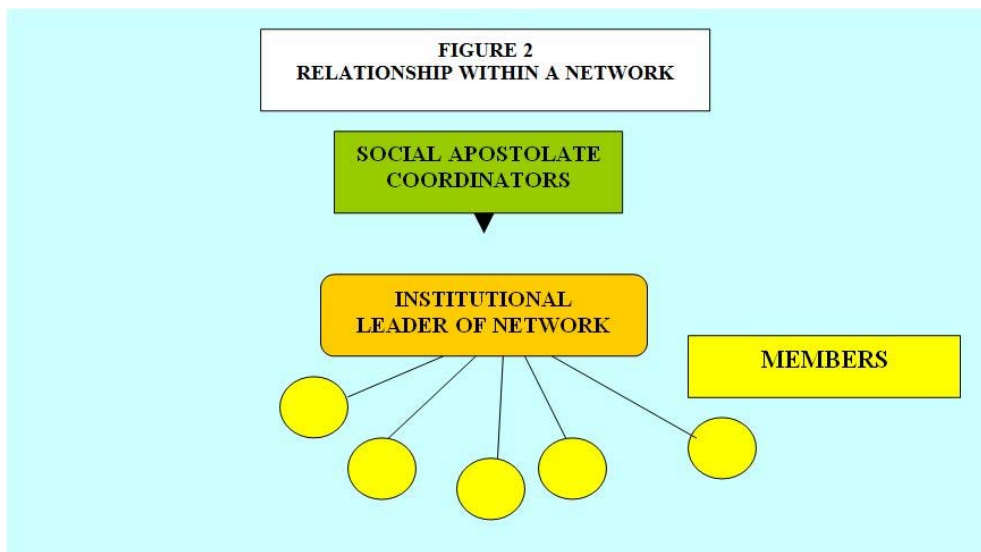 FIGURE 2
RELATIONSHIP WITHIN A NETWORK
SOCIAL APOSTOLATE
COORDINATORS
INSTITUTIONAL
LEADER OF NETWORK
MEMBERS